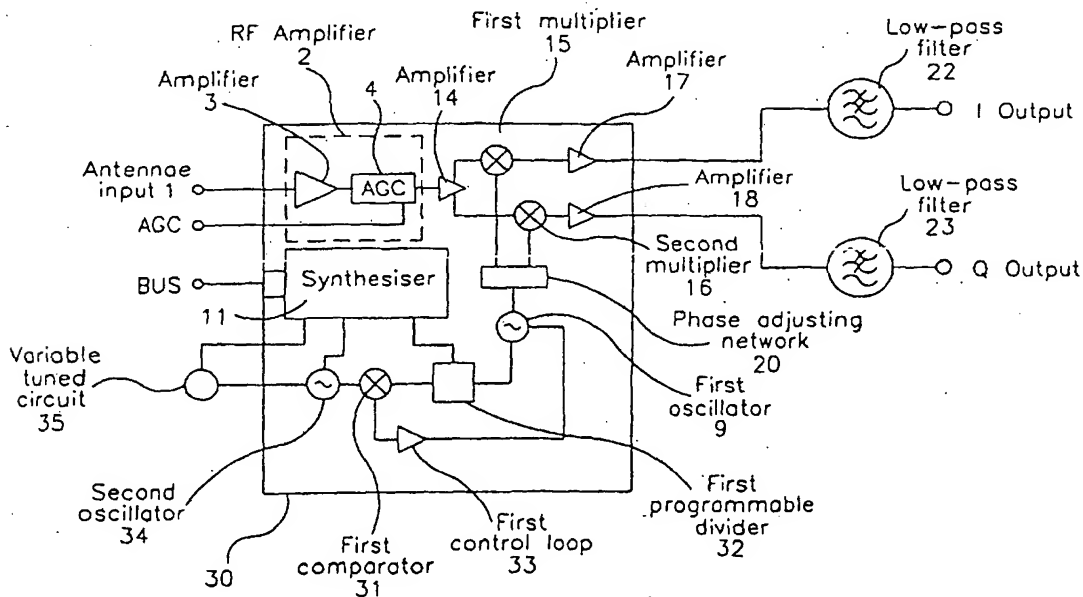 First multiplier
15
RF Amplifier
2
Amplifier
3
4
Amplifier
14
Amplifier
17
Low-pass
filter
22
I Output
Antennae
input 1
AGC
AGC
Amplifier
18
Low-pass
filter
23
Second
multiplier
16
Q Output
BUS
Synthesiser
11
Phase adjusting
network
20
Variable
tuned
circuit
35
First
oscillator
9
Second
oscillator
34
30
First
comparator
31
First
control loop
33
First
programmable
divider
32